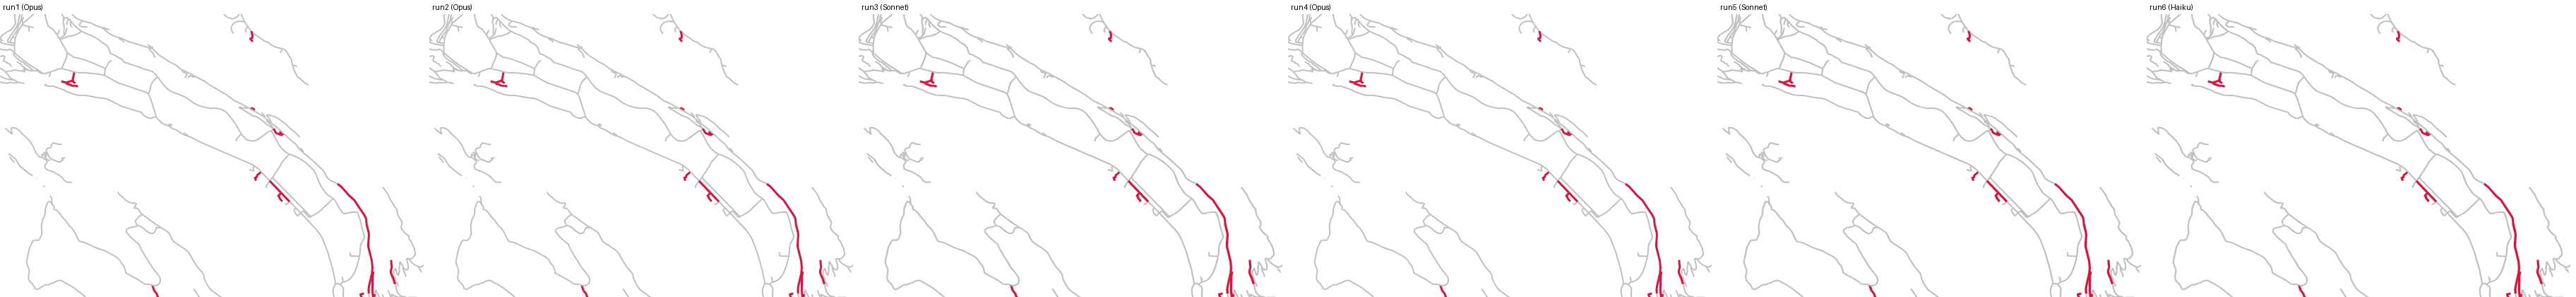 run1 (Opus)
run2 (Opus)
run3 (Sonnet)
run4 (Opus)
run5 (Sonnet)
run6 (Haiku)